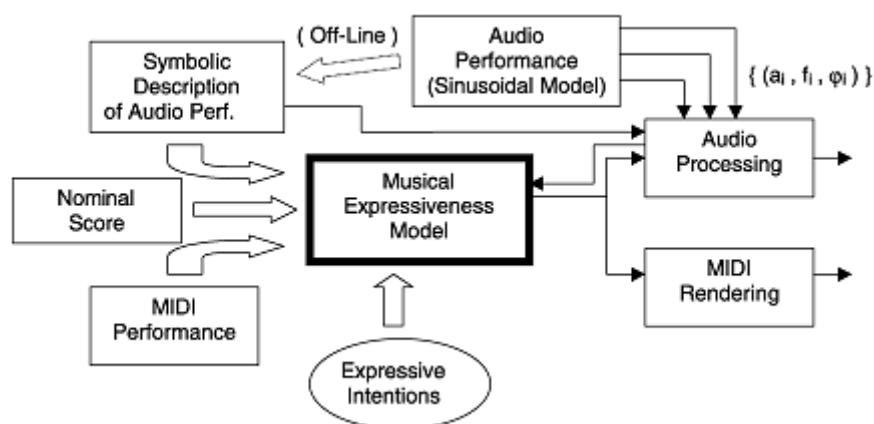 ( Off-Line )
Audio
Performance
(Sinusoidal Model)
Symbolic
Description
of Audio Perf.
{ (aᵢ , fᵢ , φᵢ ) }
Audio
Processing
Nominal
Score
Musical
Expressiveness
Model
MIDI
Performance
MIDI
Rendering
Expressive
Intentions